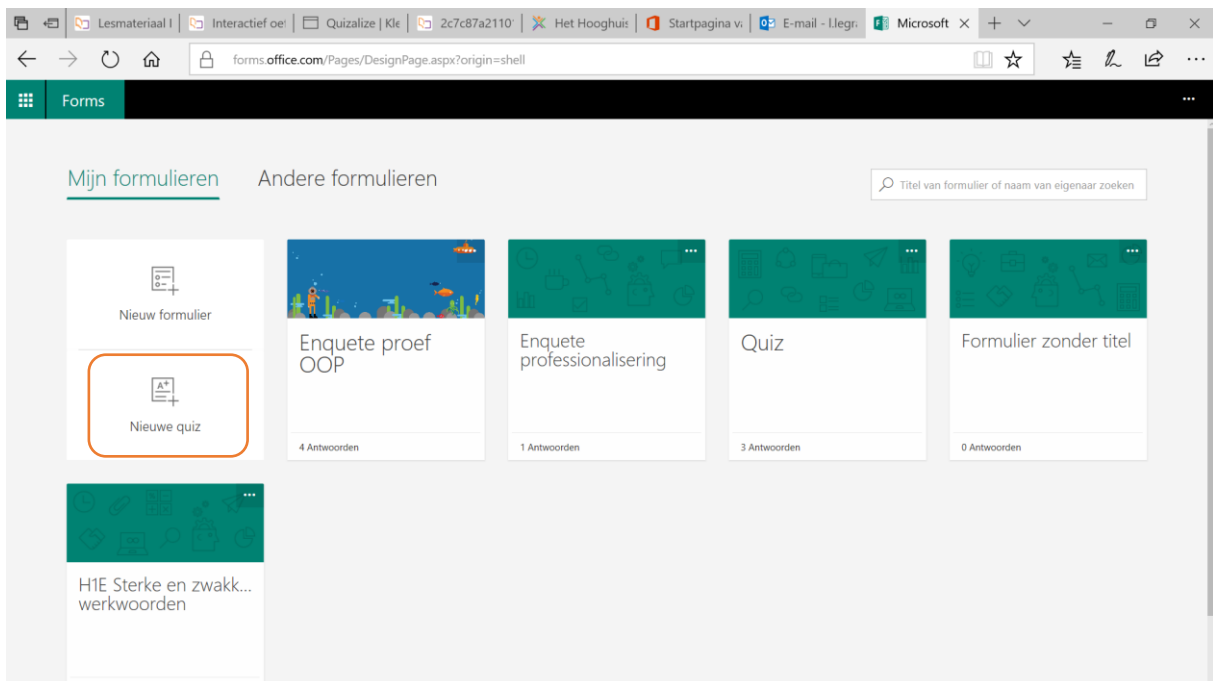 Lesmateriaal l
Interactief oe
Quizalize | Kle
2c7c87a2110
Het Hooghuis
Startpagina va
E-mail - l.legra
Microsoft
forms.office.com/Pages/DesignPage.aspx?origin=shell
Forms
Mijn formulieren
Andere formulieren
Titel van formulier of naam van eigenaar zoeken
Nieuw formulier
A+
Nieuwe quiz
Enquete proef
OOP
4 Antwoorden
Enquete
professionalisering
1 Antwoorden
Quiz
3 Antwoorden
Formulier zonder titel
0 Antwoorden
H1E Sterke en zwakk...
werkwoorden